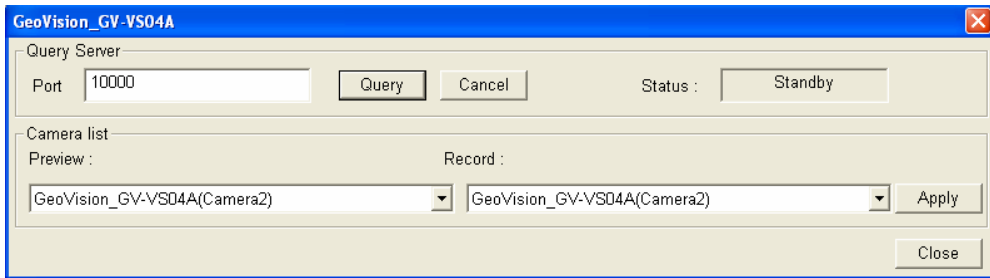 GeoVision_GV-VS04A
Query Server
Port 10000 Query Cancel Status : Standby
Camera list
Preview : Record :
GeoVision_GV-VS04A(Camera2) GeoVision_GV-VS04A(Camera2) Apply
Close